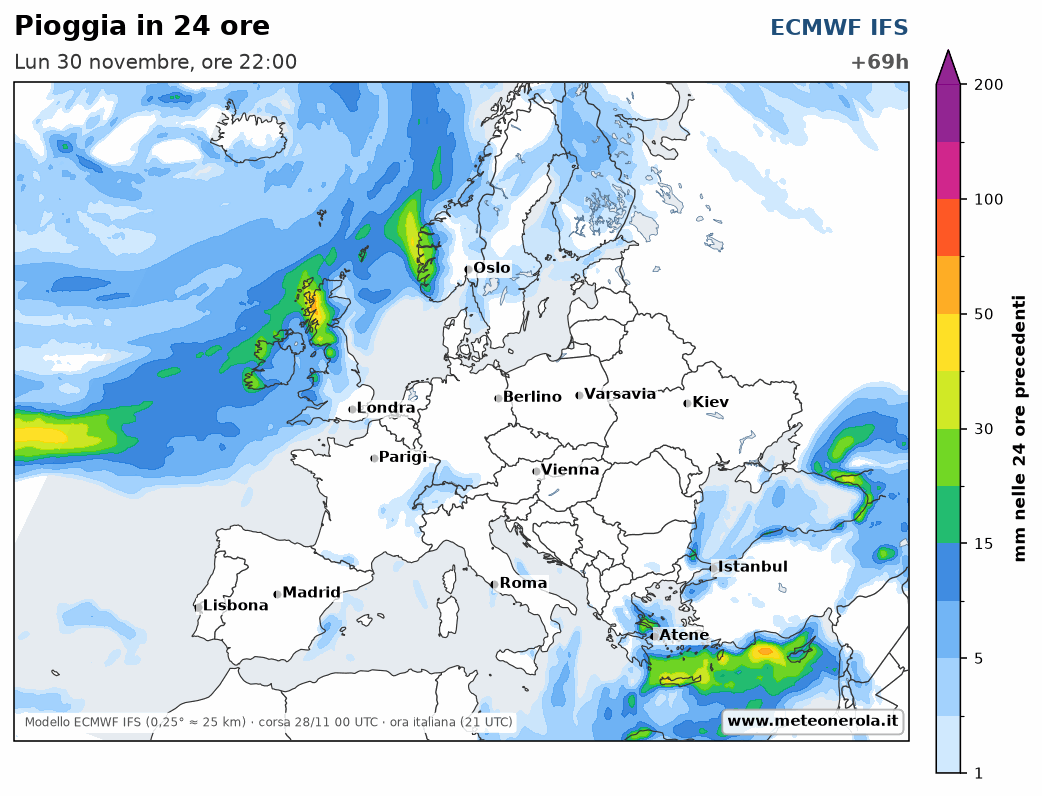 Pioggia in 24 ore
ECMWF IFS
Lun 30 novembre, ore 22:00
+69h
200
100
50
30
15
5
1
mm nelle 24 ore precedenti
Oslo
Berlino
Varsavia
Kiev
Londra
Parigi
Vienna
Istanbul
Roma
Madrid
Lisbona
Atene
Modello ECMWF IFS (0,25° ≈ 25 km) · corsa 28/11 00 UTC · ora italiana (21 UTC)
www.meteonerola.it